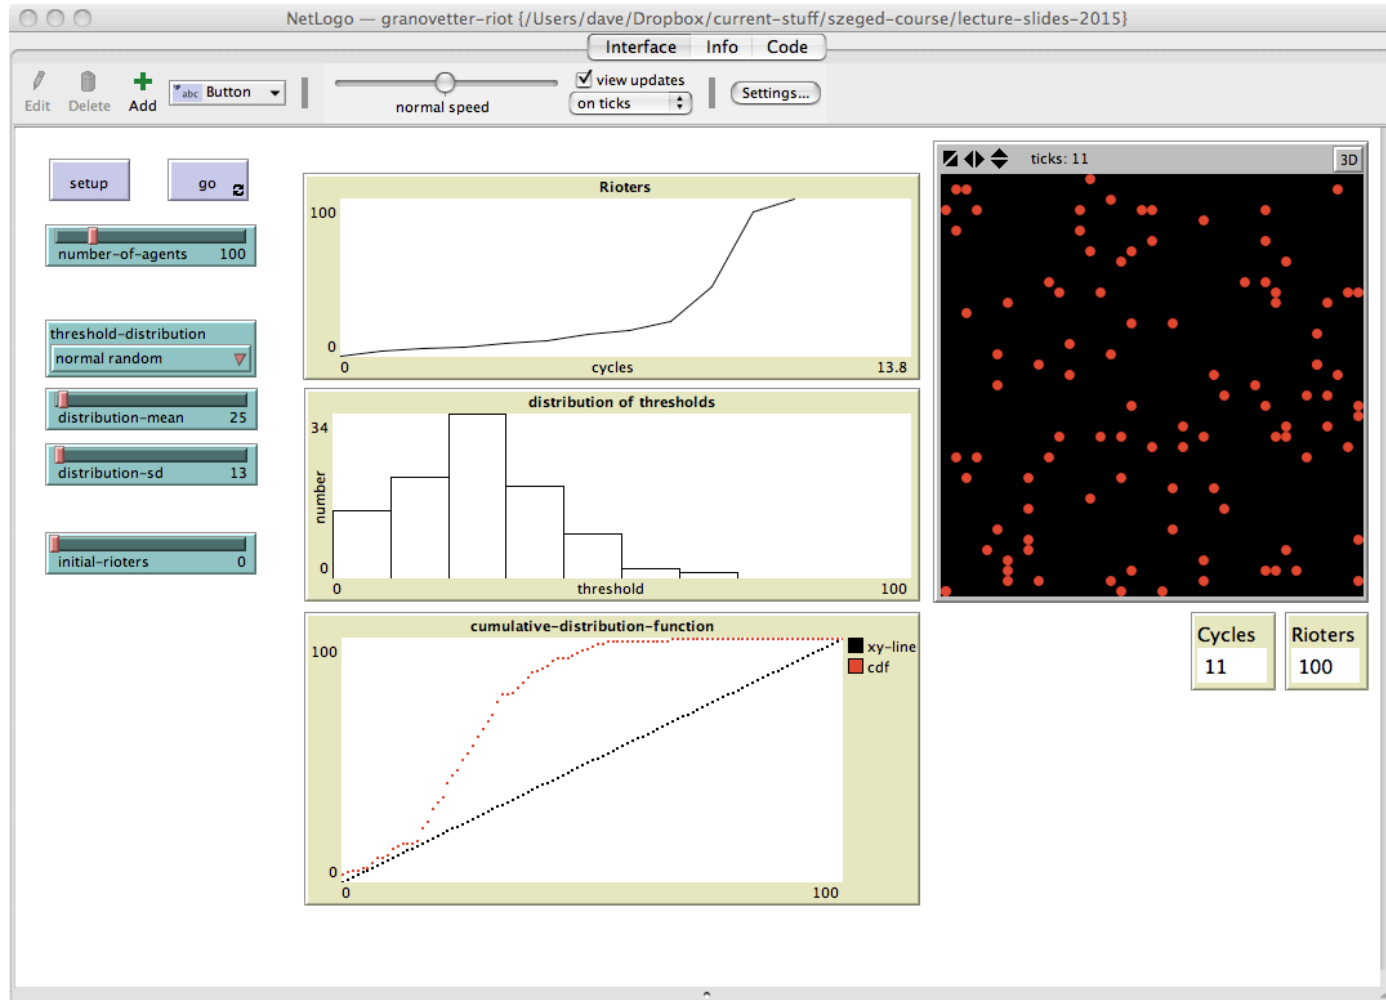 NetLogo — granovetter-riot {/Users/dave/Dropbox/current-stuff/szeged-course/lecture-slides-2015}
Interface Info Code
Edit Delete Add abc Button normal speed view updates on ticks Settings...
setup go
number-of-agents 100
threshold-distribution
normal random
distribution-mean 25
distribution-sd 13
initial-rioters 0
Rioters
100
0
0 cycles 13.8
distribution of thresholds
34
number
0
0 threshold 100
cumulative-distribution-function
100
0
0 100
xy-line
cdf
ticks: 11 3D
Cycles
11
Rioters
100